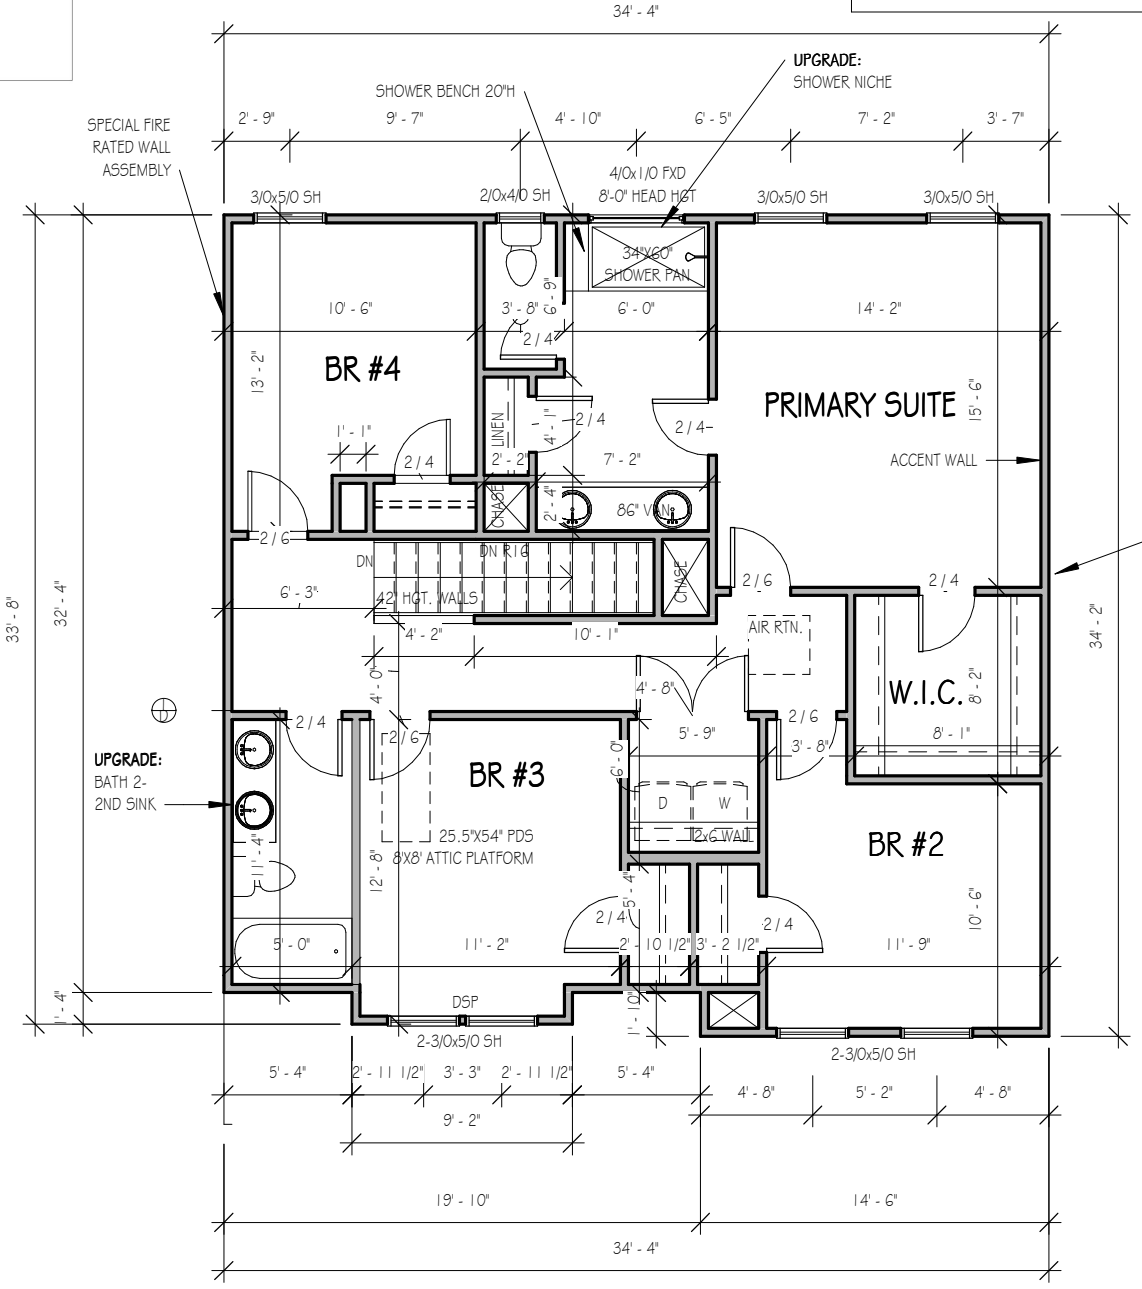 34' - 4"
UPGRADE:
SHOWER NICHE
SHOWER BENCH 20"H
2' - 9"
9' - 7"
4' - 10"
6' - 5"
7' - 2"
3' - 7"
SPECIAL FIRE
RATED WALL
ASSEMBLY
4/0x1/0 FXD
8'-0" HEAD HGT
3/0x5/0 SH
2/0x4/0 SH
3/0x5/0 SH
3/0x5/0 SH
34"X60"
SHOWER PAN
10' - 6"
3' - 8"
6' - 9"
6' - 0"
14' - 2"
2 / 4
BR #4
13' - 2"
PRIMARY SUITE
15' - 6"
1' - 1"
2 / 4
LINEN
4' - 1"
2 / 4
2 / 4
2' - 2"
7' - 2"
ACCENT WALL
CHASE
2' - 4"
86" VAN
2 / 6
DN
DN R16
CHASE
2 / 6
2 / 4
6' - 3"
42" HGT. WALLS
4' - 2"
10' - 1"
AIR RTN.
33' - 8"
32' - 4"
34' - 2"
4' - 0"
4' - 8"
W.I.C.
8' - 2"
8' - 1"
D
2 / 4
2 / 6
5' - 9"
2 / 6
3' - 8"
6' - 0"
UPGRADE:
BATH 2-
2ND SINK
BR #3
D
W
25.5"X54" PDS
8'X8' ATTIC PLATFORM
2x6 WALL
BR #2
11' - 4"
12' - 8"
5' - 4"
10' - 6"
2 / 4
2 / 4
5' - 0"
11' - 2"
2' - 10 1/2"
3' - 2 1/2"
11' - 9"
1' - 4"
DSP
1' - 10"
2-3/0x5/0 SH
2-3/0x5/0 SH
5' - 4"
2' - 11 1/2"
3' - 3"
2' - 11 1/2"
5' - 4"
4' - 8"
5' - 2"
4' - 8"
9' - 2"
19' - 10"
14' - 6"
34' - 4"